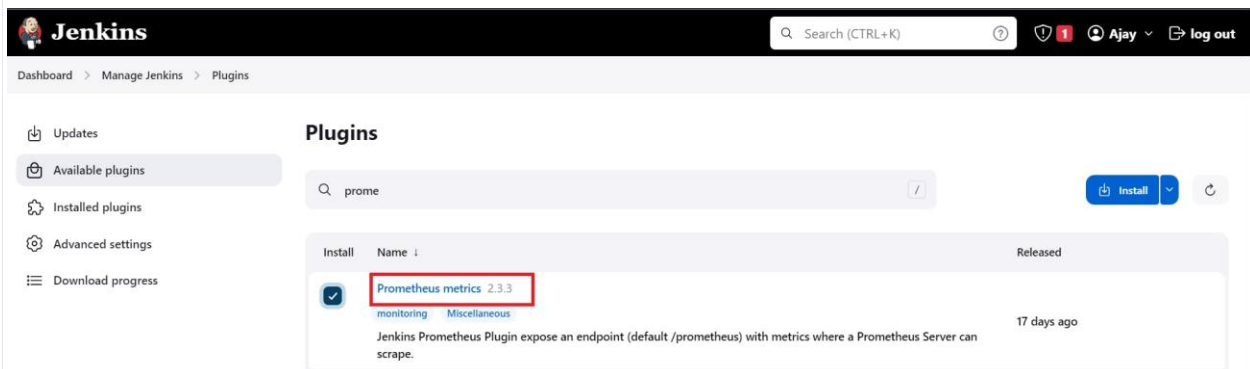 Jenkins
Search (CTRL+K)
1
Ajay
log out
Dashboard > Manage Jenkins > Plugins
Updates
Available plugins
Installed plugins
Advanced settings
Download progress
Plugins
prome
/
Install
Install Name ↓ Released
Prometheus metrics 2.3.3
monitoring Miscellaneous
Jenkins Prometheus Plugin expose an endpoint (default /prometheus) with metrics where a Prometheus Server can
scrape.
17 days ago